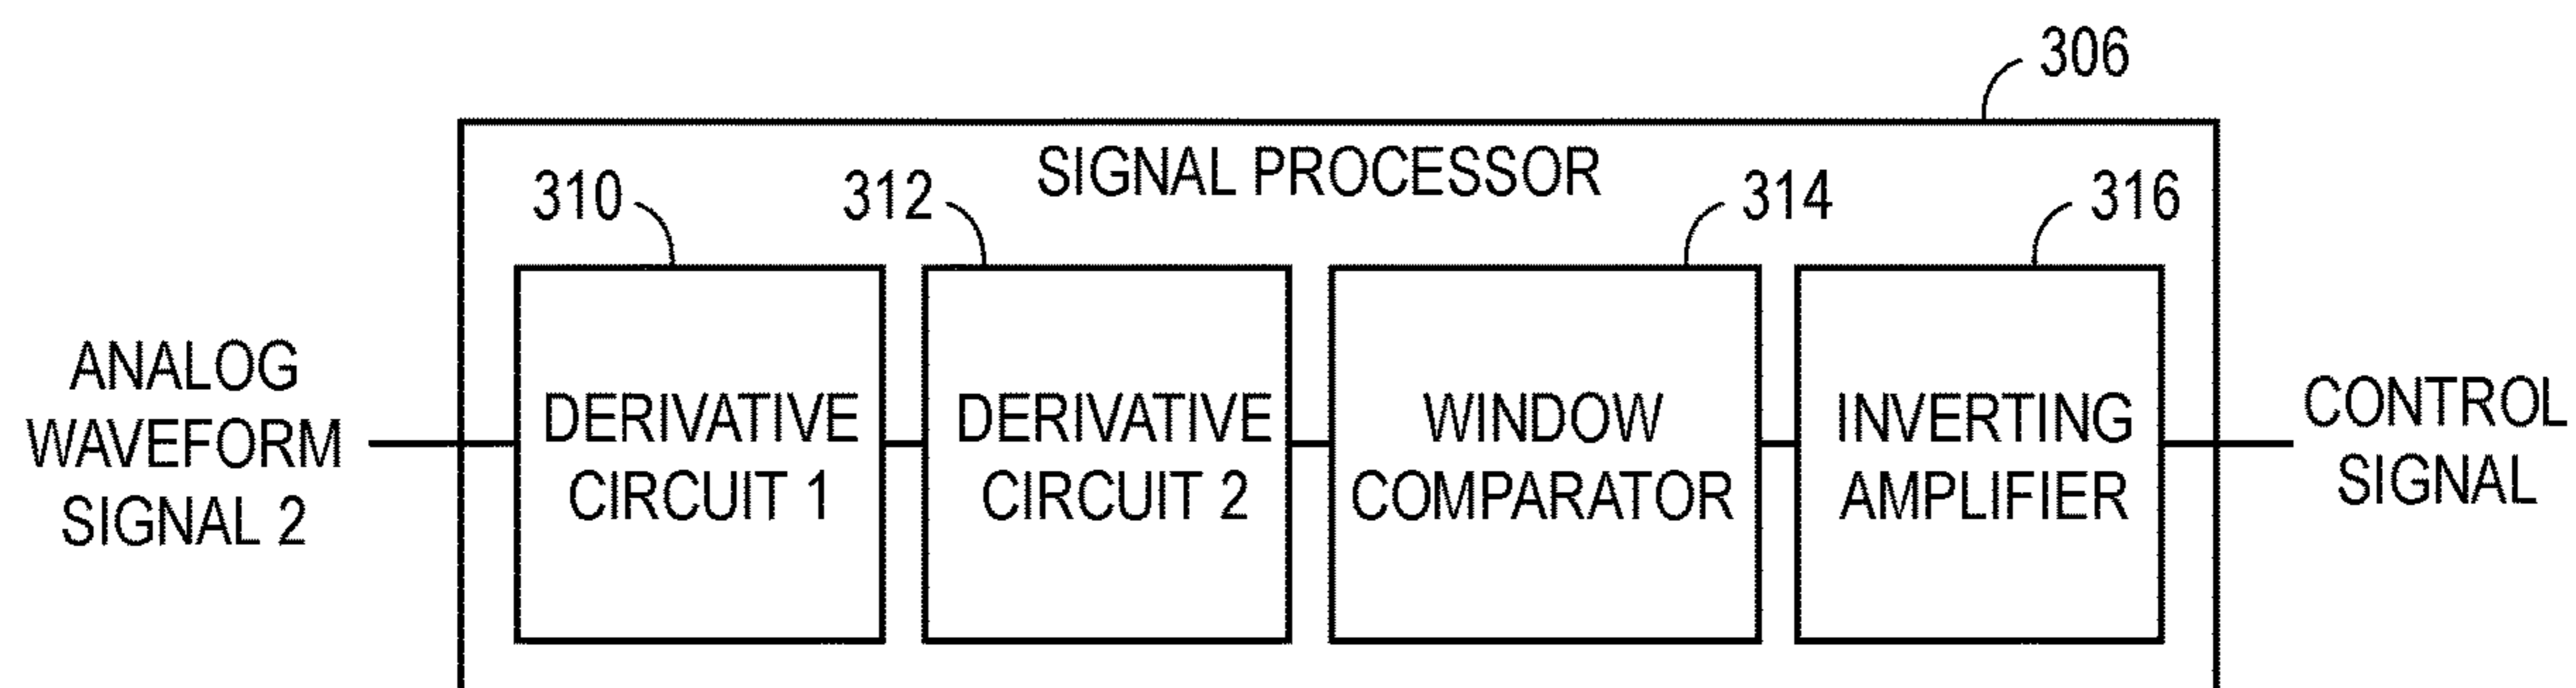 306
SIGNAL PROCESSOR
310
312
314
316
ANALOG
WAVEFORM
SIGNAL 2
DERIVATIVE
CIRCUIT 1
DERIVATIVE
CIRCUIT 2
WINDOW
COMPARATOR
INVERTING
AMPLIFIER
CONTROL
SIGNAL